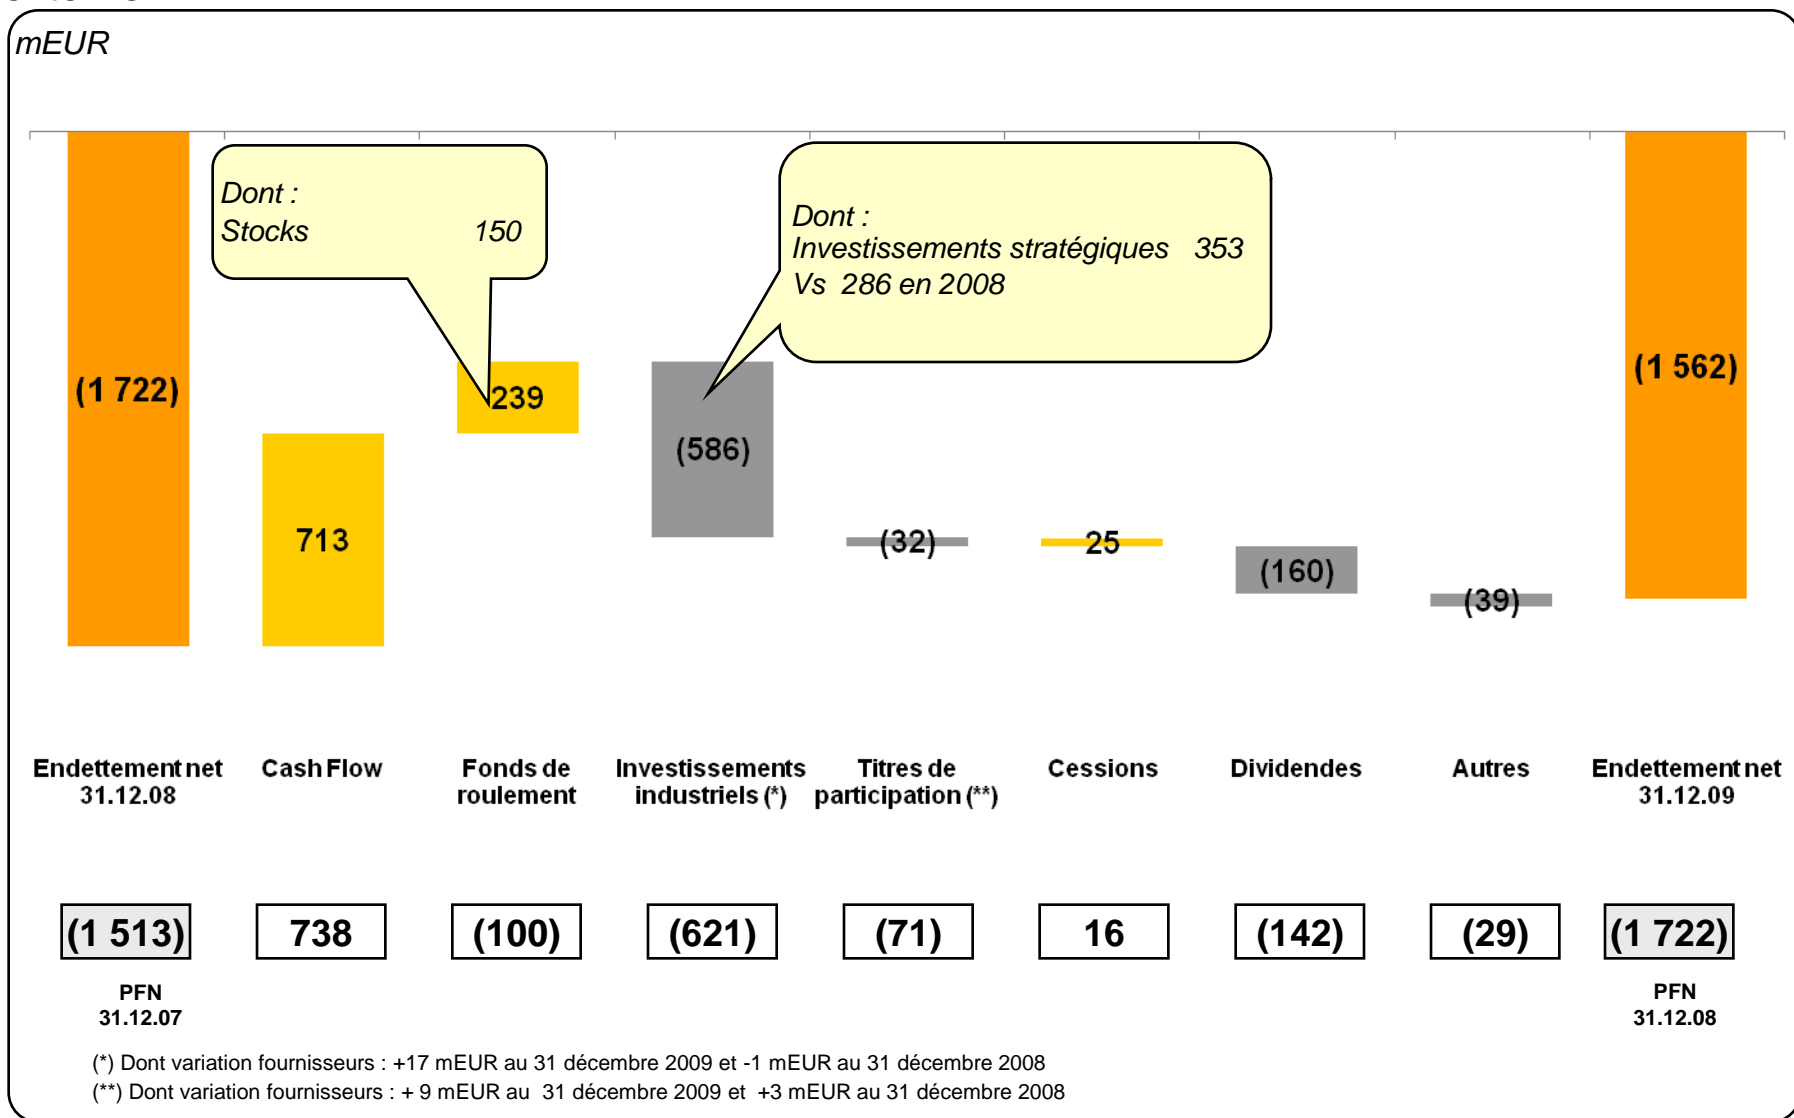 mEUR
Dont :
Stocks 150
Dont :
Investissements stratégiques 353
Vs 286 en 2008
(1 722)
713
239
(586)
(32)
25
(160)
(39)
(1 562)
Endettement net
31.12.08
Cash Flow
Fonds de
roulement
Investissements
industriels (*)
Titres de
participation (**)
Cessions
Dividendes
Autres
Endettement net
31.12.09
(1 513)
738
(100)
(621)
(71)
16
(142)
(29)
(1 722)
PFN
31.12.07
PFN
31.12.08
(*) Dont variation fournisseurs : +17 mEUR au 31 décembre 2009 et -1 mEUR au 31 décembre 2008
(**) Dont variation fournisseurs : + 9 mEUR au 31 décembre 2009 et +3 mEUR au 31 décembre 2008